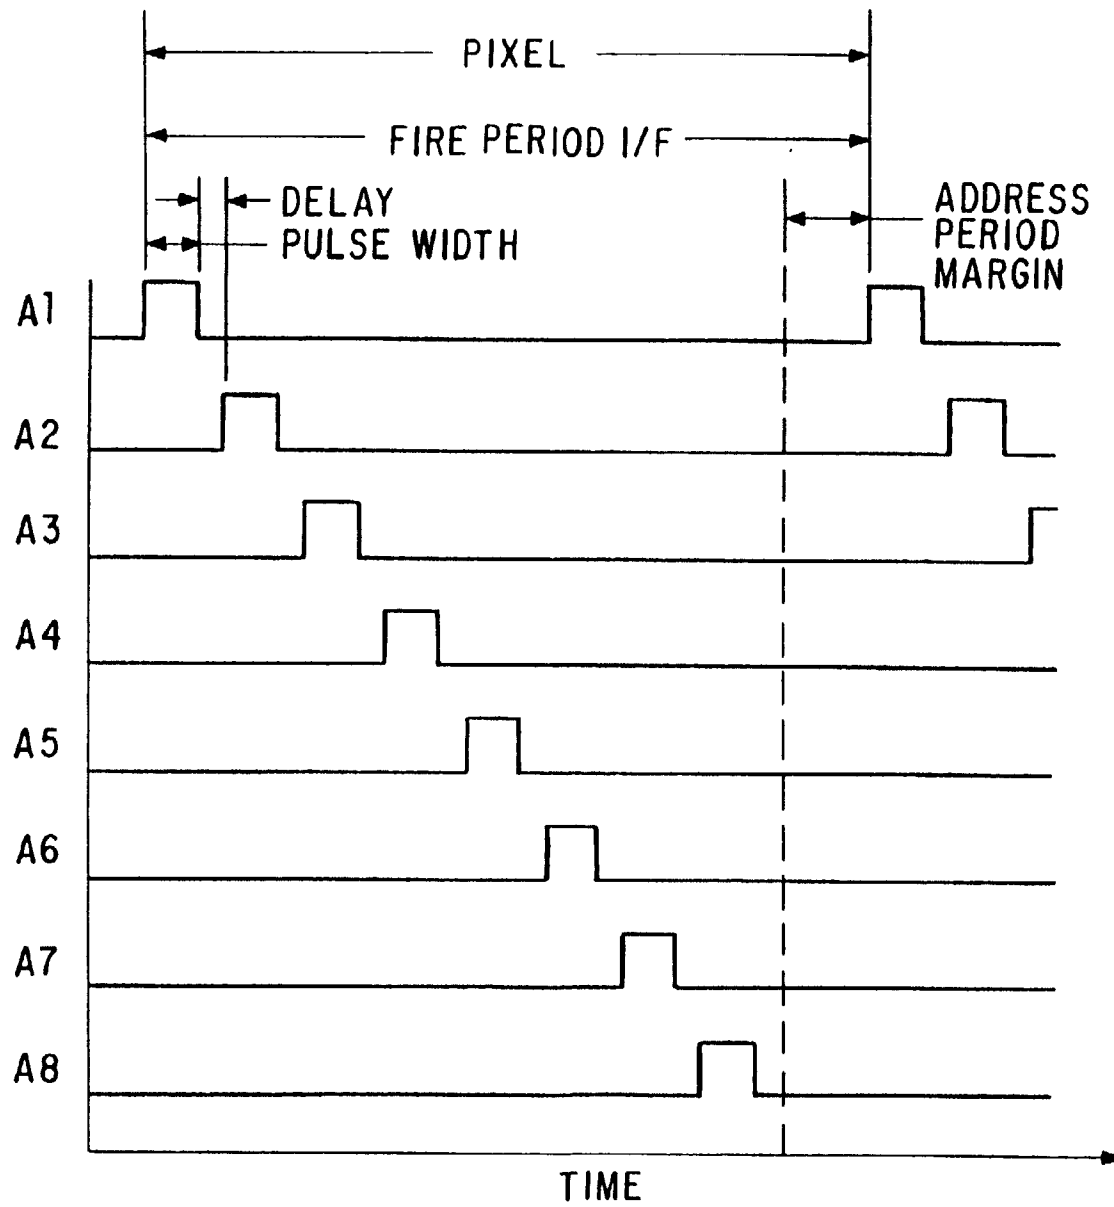 PIXEL
FIRE PERIOD 1/F
DELAY
PULSE WIDTH
ADDRESS
PERIOD
MARGIN
A1
A2
A3
A4
A5
A6
A7
A8
TIME